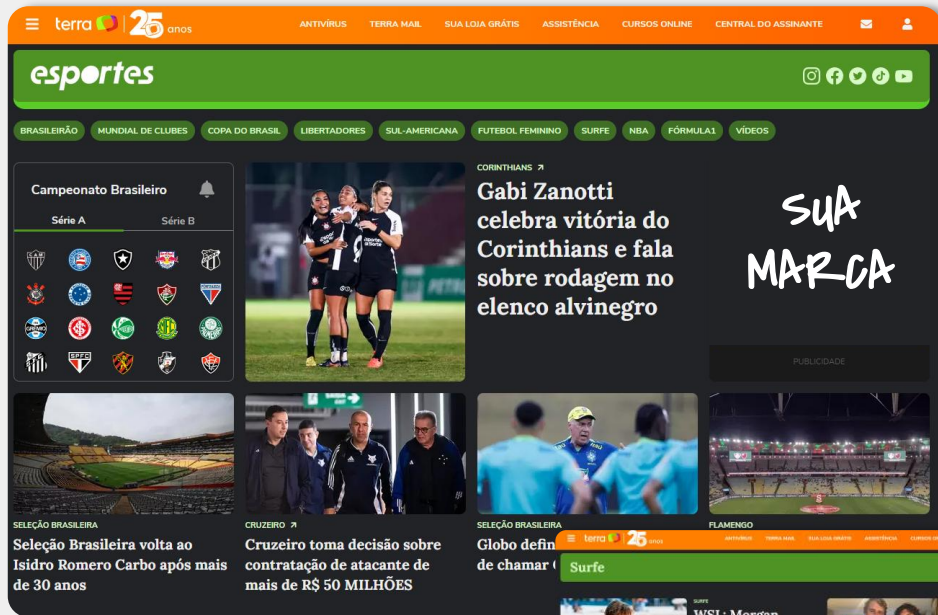 terra 25 anos
ANTIVÍRUS TERRA MAIL SUA LOJA GRÁTIS ASSISTÊNCIA CURSOS ONLINE CENTRAL DO ASSINANTE
esportes
BRASILEIRÃO MUNDIAL DE CLUBES COPA DO BRASIL LIBERTADORES SUL-AMERICANA FUTEBOL FEMININO SURFE NBA FÓRMULA1 VÍDEOS
Campeonato Brasileiro
Série A Série B
CORINTHIANS
Gabi Zanotti
celebra vitória do
Corinthians e fala
sobre rodagem no
elenco alvinegro
SUA
MARCA
PUBLICIDADE
SELEÇÃO BRASILEIRA
Seleção Brasileira volta ao
Isidro Romero Carbo após mais
de 30 anos
CRUZEIRO
Cruzeiro toma decisão sobre
contratação de atacante de
mais de R$ 50 MILHÕES
SELEÇÃO BRASILEIRA
Globo defin
de chamar
FLAMENGO
terra 25 anos
ANTIVÍRUS TERRA MAIL SUA LOJA GRÁTIS ASSISTÊNCIA
Surfe
SURFE
WSL: Morgan